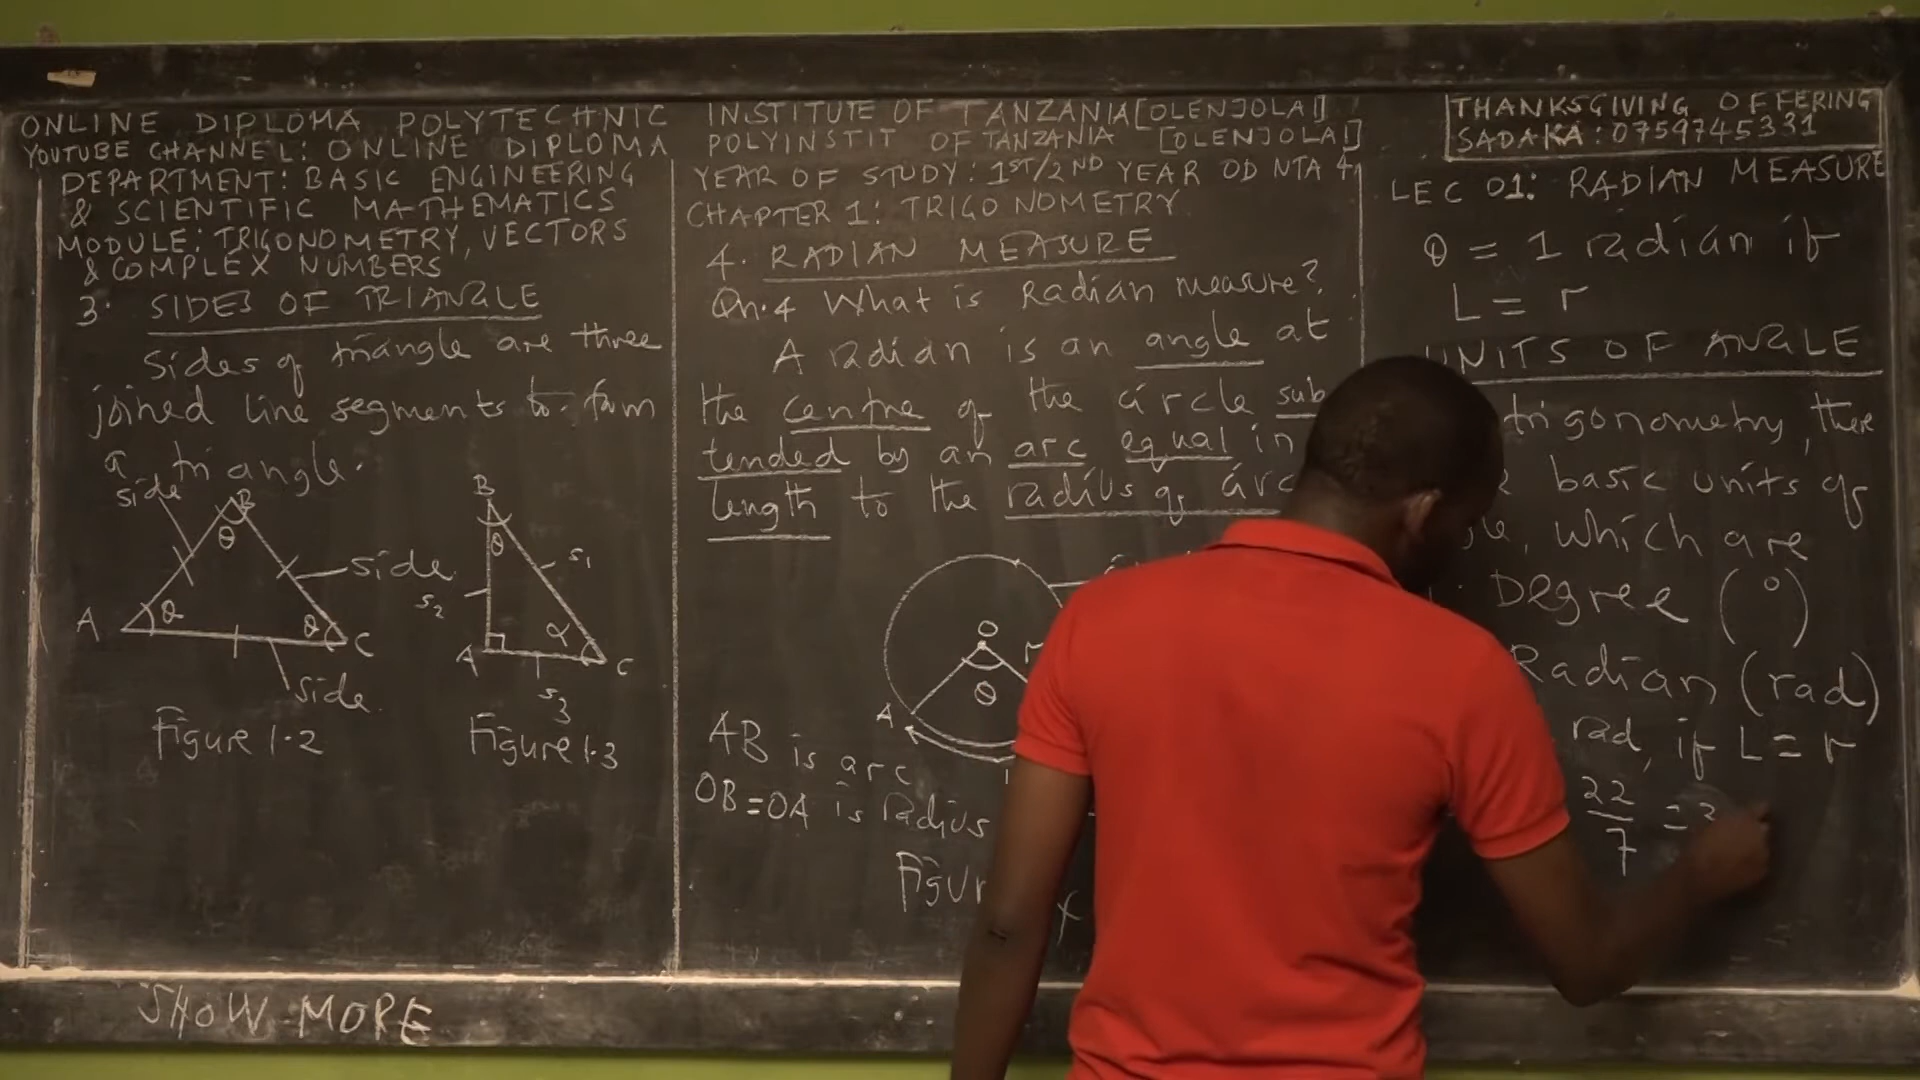 ONLINE DIPLOMA POLYTECHNIC INSTITUTE OF TANZANIA [OLENJOLAI]
YOUTUBE CHANNEL: ONLINE DIPLOMA POLYINSTIT OF TANZANIA [OLENJOLAI]
THANKSGIVING OFFERING
SADAKA: 0759745331
DEPARTMENT: BASIC ENGINEERING
& SCIENTIFIC MATHEMATICS
MODULE: TRIGONOMETRY, VECTORS
& COMPLEX NUMBERS
3. SIDES OF TRIANGLE
Sides of triangle are three
joined line segments to form
a triangle.
side
B
θ
side
A
θ
θ
C
side
Figure 1.2
B
θ
S1
S2
A
α
C
S3
Figure 1.3
SHOW MORE
YEAR OF STUDY: 1ST/2ND YEAR OD NTA 4
CHAPTER 1: TRIGONOMETRY
4. RADIAN MEASURE
Qn.4 What is Radian measure?
A radian is an angle at
the centre of the circle sub
tended by an arc equal in
length to the radius of arc
O
r
θ
A
AB is arc
OB=OA is radius
Figur
LEC 01: RADIAN MEASURE
θ = 1 radian if
L = r
UNITS OF ANGLE
trigonometry, there
basic units of
which are
Degree (°)
Radian (rad)
rad, if L = r
22/7 =